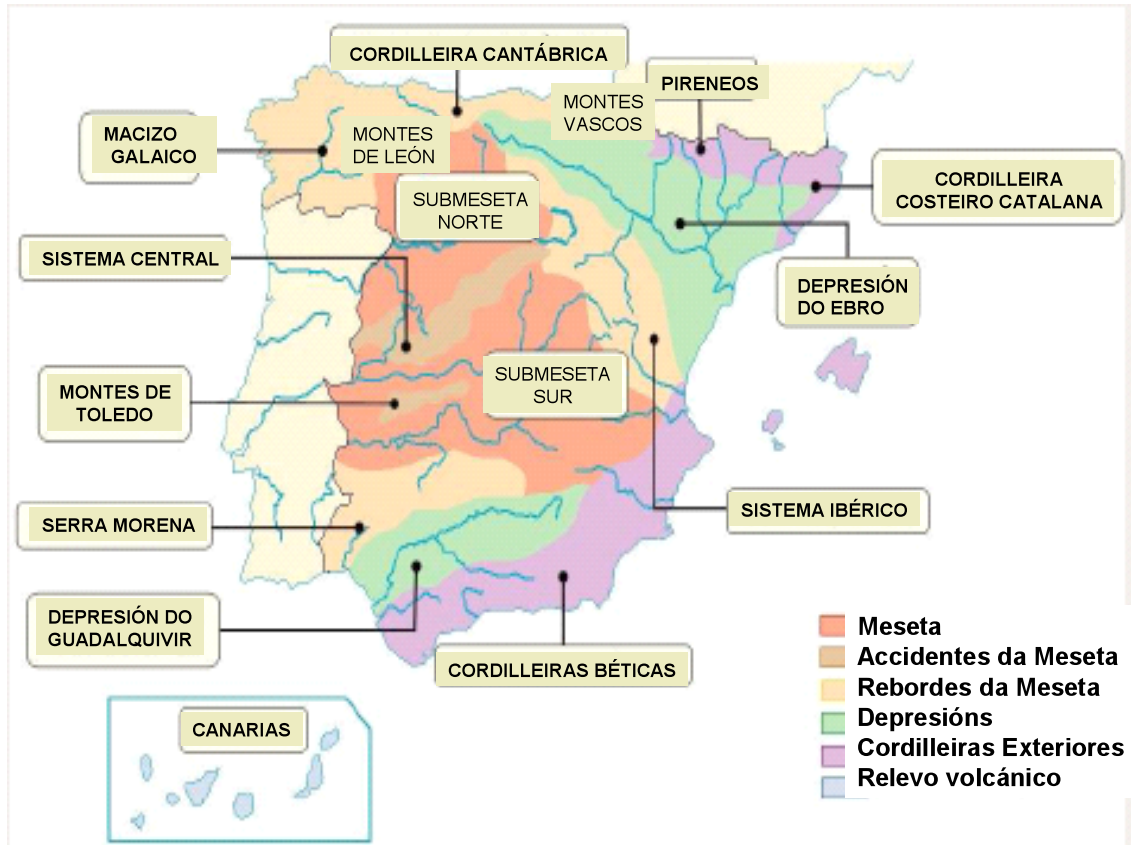 CORDILLEIRA CANTÁBRICA
PIRENEOS
MONTES
VASCOS
MACIZO
GALAICO
MONTES
DE LEÓN
CORDILLEIRA
COSTEIRO CATALANA
SUBMESETA
NORTE
SISTEMA CENTRAL
DEPRESIÓN
DO EBRO
SUBMESETA
SUR
MONTES DE
TOLEDO
SISTEMA IBÉRICO
SERRA MORENA
DEPRESIÓN DO
GUADALQUIVIR
CORDILLEIRAS BÉTICAS
CANARIAS
Meseta
Accidentes da Meseta
Rebordes da Meseta
Depresións
Cordilleiras Exteriores
Relevo volcánico